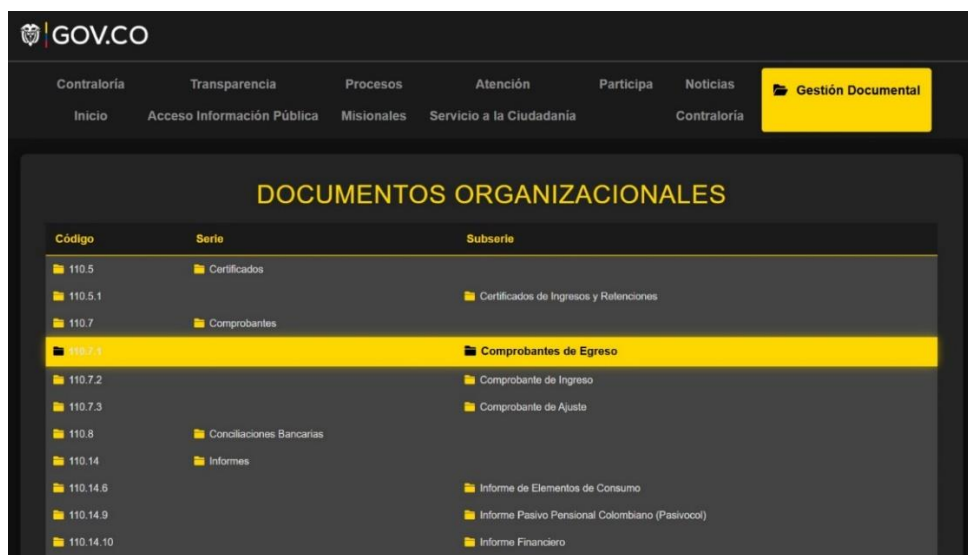 GOV.CO
Contraloría Transparencia Procesos Atención Participa Noticias Gestión Documental
Inicio Acceso Información Pública Misionales Servicio a la Ciudadanía Contraloría
DOCUMENTOS ORGANIZACIONALES
Código Serie Subserie
110.5 Certificados
110.5.1 Certificados de Ingresos y Retenciones
110.7 Comprobantes
110.7.1 Comprobantes de Egreso
110.7.2 Comprobante de Ingreso
110.7.3 Comprobante de Ajuste
110.8 Conciliaciones Bancarias
110.14 Informes
110.14.6 Informe de Elementos de Consumo
110.14.9 Informe Pasivo Pensional Colombiano (Pasivocol)
110.14.10 Informe Financiero